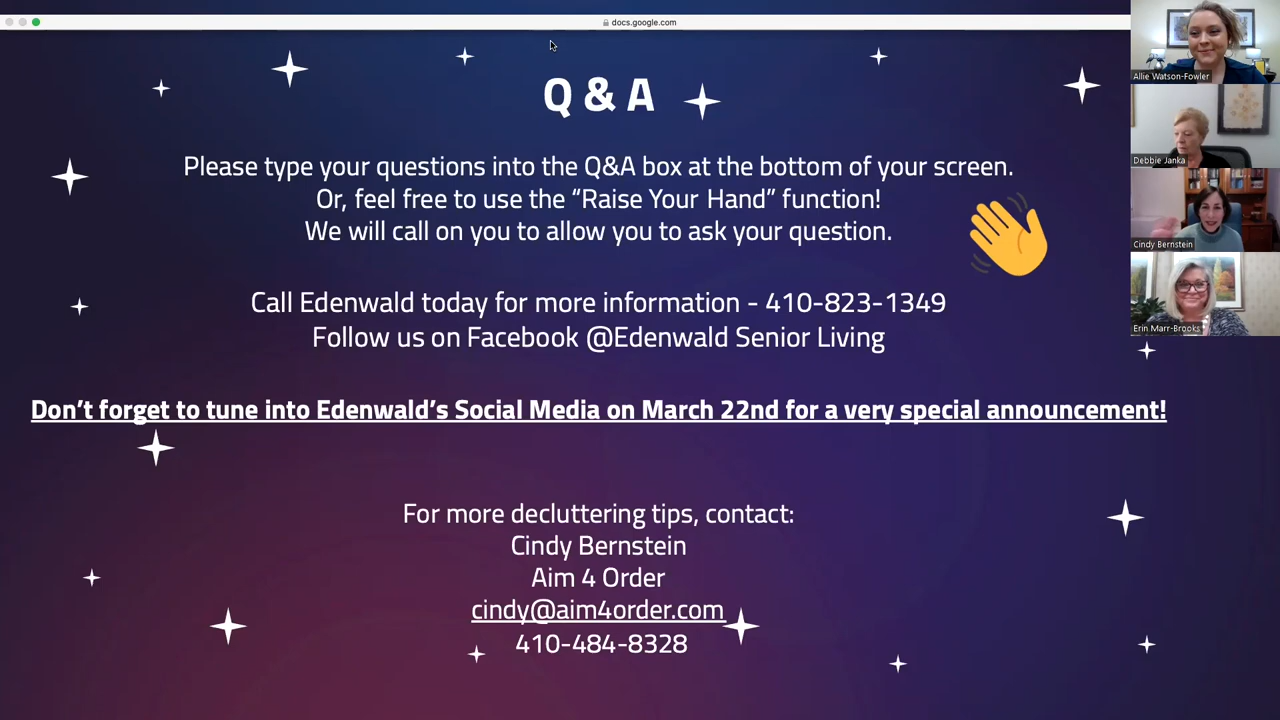 docs.google.com
Q & A
Please type your questions into the Q&A box at the bottom of your screen.
Or, feel free to use the “Raise Your Hand” function!
We will call on you to allow you to ask your question.
Call Edenwald today for more information - 410-823-1349
Follow us on Facebook @Edenwald Senior Living
Don’t forget to tune into Edenwald’s Social Media on March 22nd for a very special announcement!
For more decluttering tips, contact:
Cindy Bernstein
Aim 4 Order
cindy@aim4order.com
410-484-8328
Allie Watson-Fowler
Debbie Janka
Cindy Bernstein
Erin Marr-Brooks